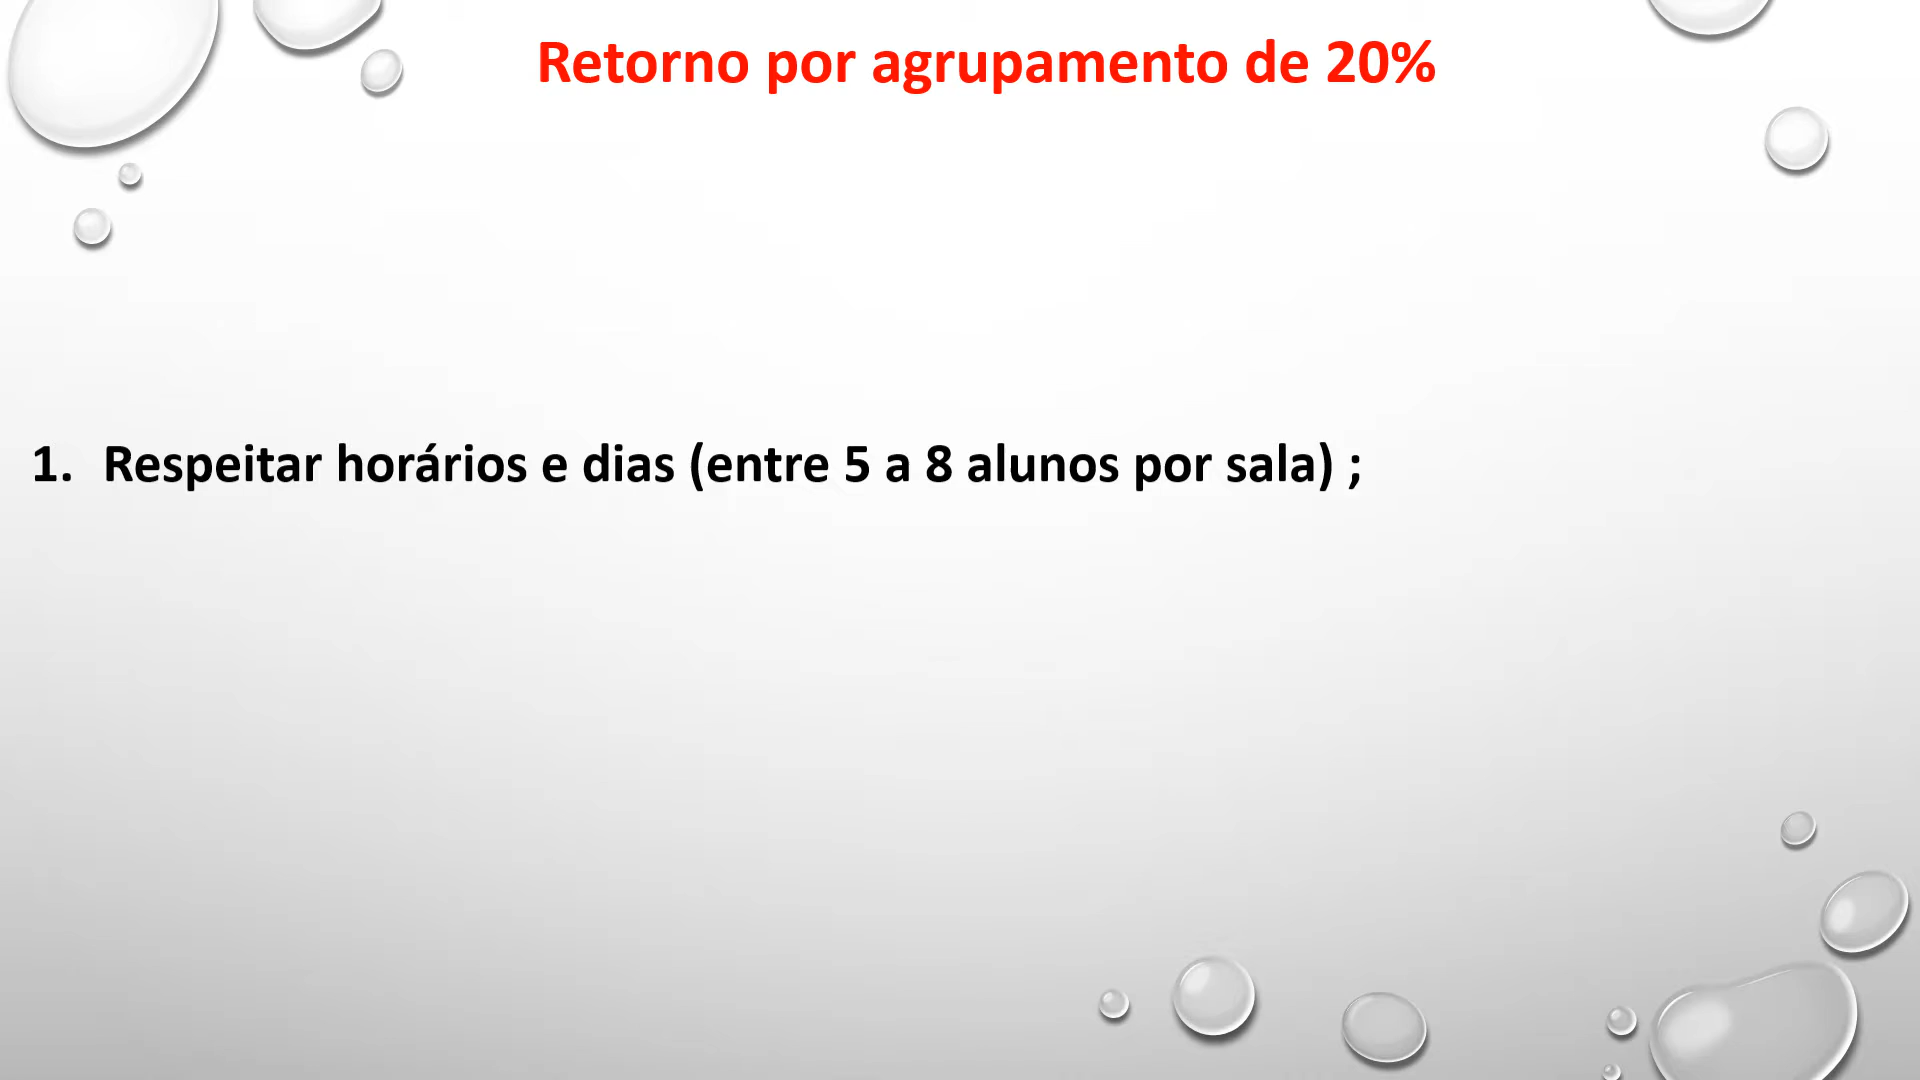 Retorno por agrupamento de 20%
1. Respeitar horários e dias (entre 5 a 8 alunos por sala) ;